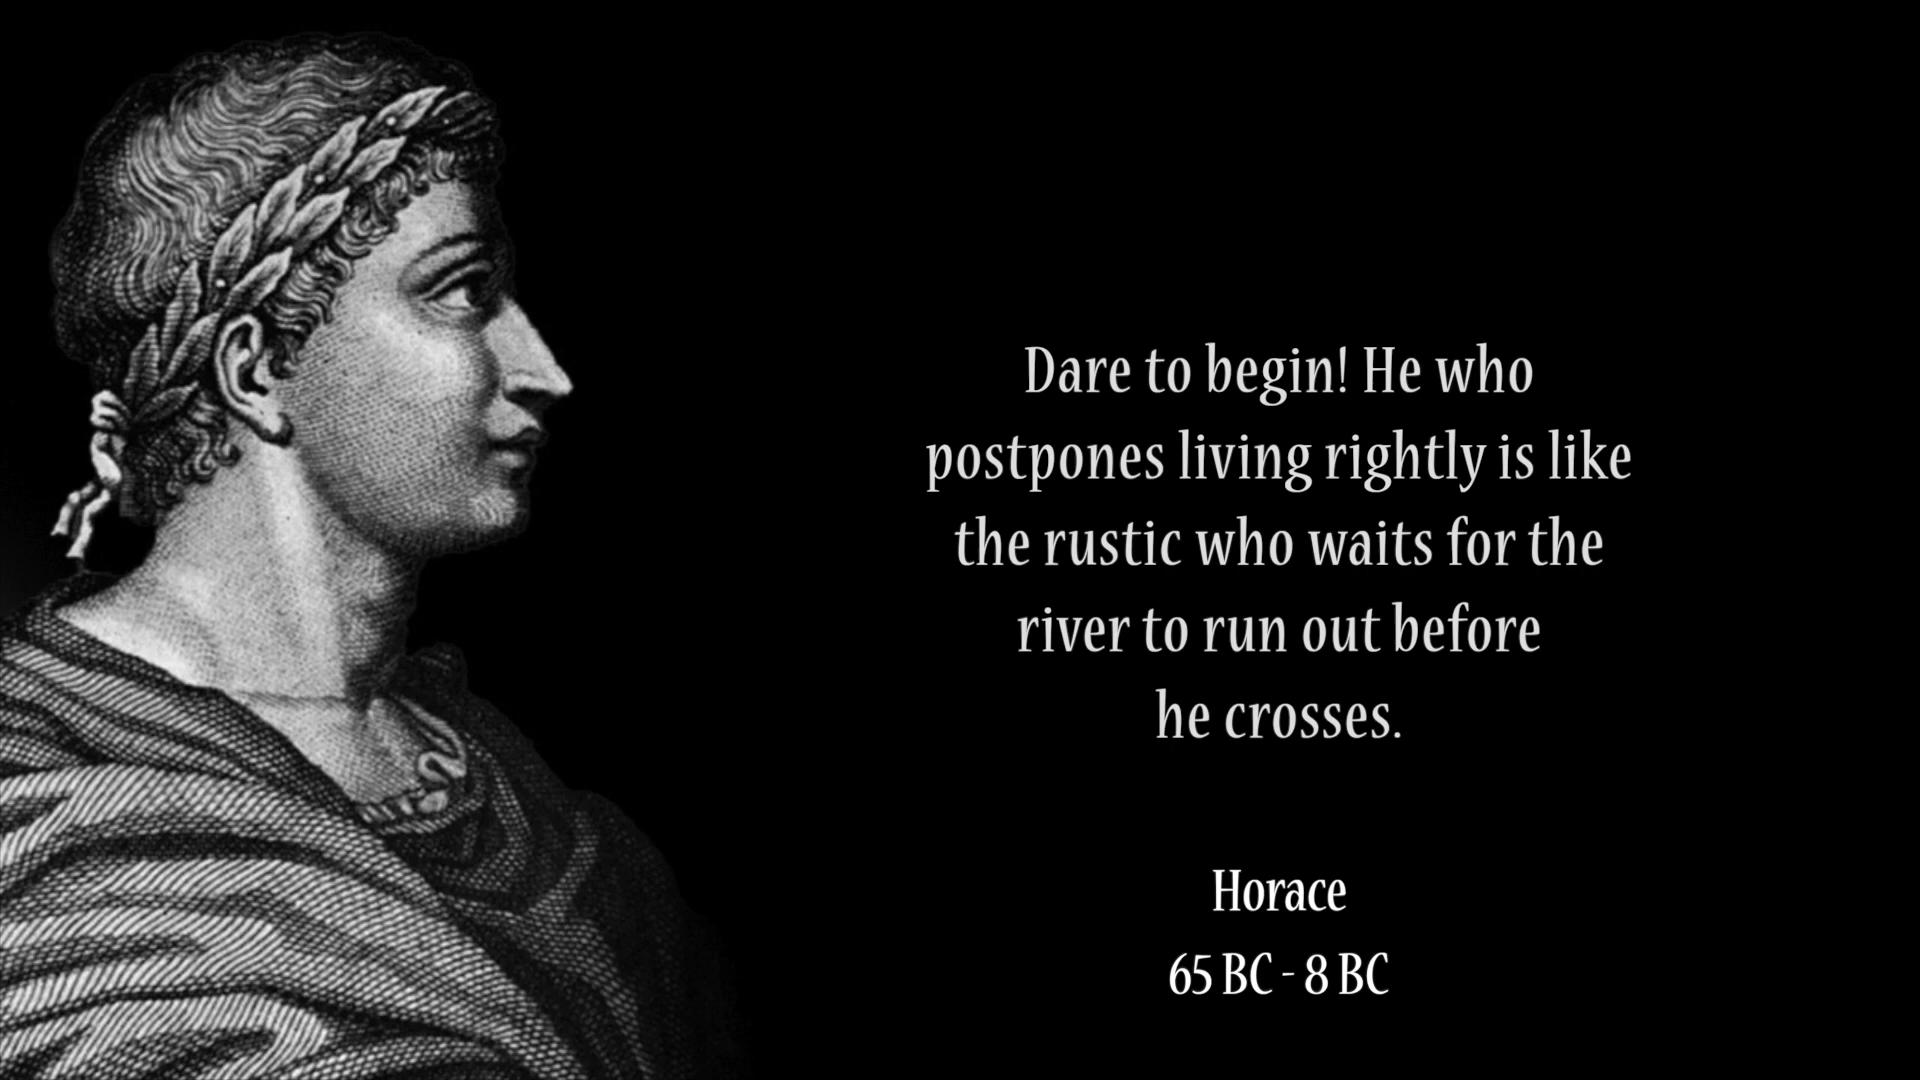 Dare to begin! He who
postpones living rightly is like
the rustic who waits for the
river to run out before
he crosses.
Horace
65 BC - 8 BC